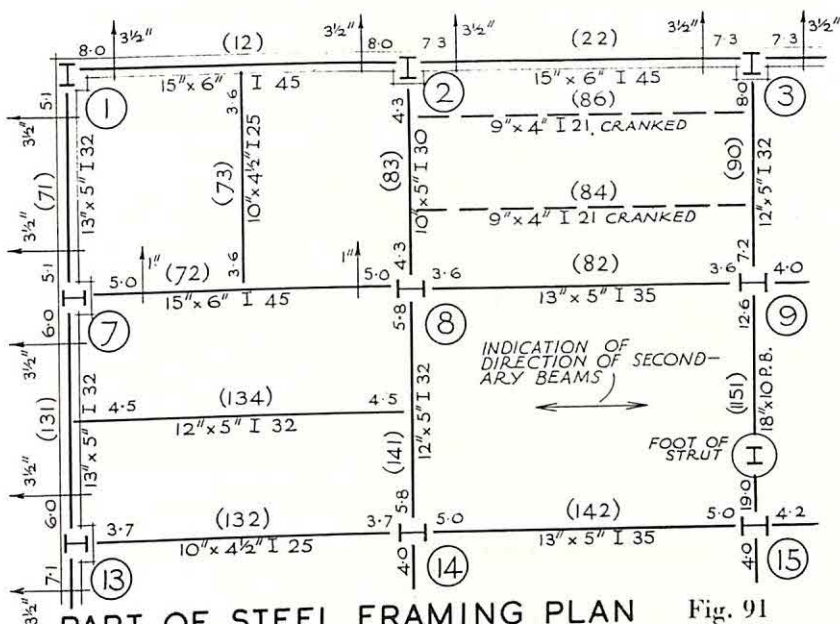 3½" (12) 3½" 3½" (22) 3½" 3½"
8.0 8.0 7.3 7.3 7.3
15"x 6" I 45 15"x 6" I 45
1 2 3
5.1 3.6 4.3 (86) 8.0
9"x 4" I 21. CRANKED
3½"
(71) 13"x 5" I 32 (73) 10"x 4½" I 25 (83) 10"x 5" I 30 (90) 12"x 5" I 32
(84)
9"x 4" I 21 CRANKED
3½"
5.1 3.6 4.3 7.2
1" 1"
5.0 (72) 5.0 3.6 (82) 3.6 4.0
15"x 6" I 45 13"x 5" I 35
7 8 9
6.0 5.8 12.6
3½"
INDICATION OF
DIRECTION OF SECOND-
ARY BEAMS
(131) 13"x 5" I 32 (141) 12"x 5" I 32 (1151) 18"x10 P.B.
4.5 (134) 4.5
12"x 5" I 32
FOOT OF
STRUT
3½"
6.0 5.8 19.0
3.7 (132) 3.7 5.0 (142) 5.0 4.2
10"x 4½" I 25 13"x 5" I 35
13 14 15
7.1 4.0 4.0
3½"
PART OF STEEL FRAMING PLAN Fig. 91